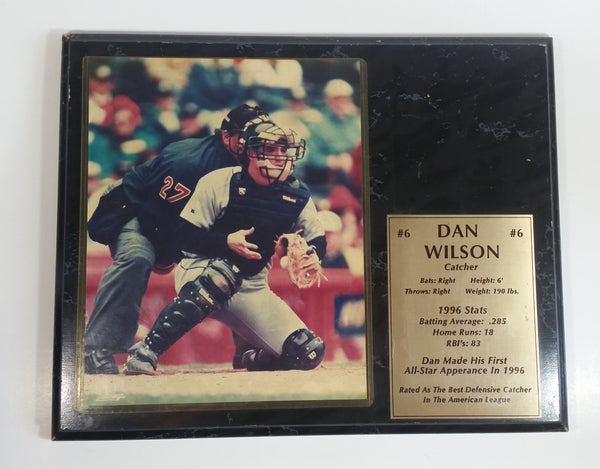 27
#6 DAN #6
WILSON
Catcher
Bats: Right Height: 6'
Throws: Right Weight: 190 lbs.
1996 Stats
Batting Average: .285
Home Runs: 18
RBI's: 83
Dan Made His First
All-Star Apperance In 1996
Rated As The Best Defensive Catcher
In The American League